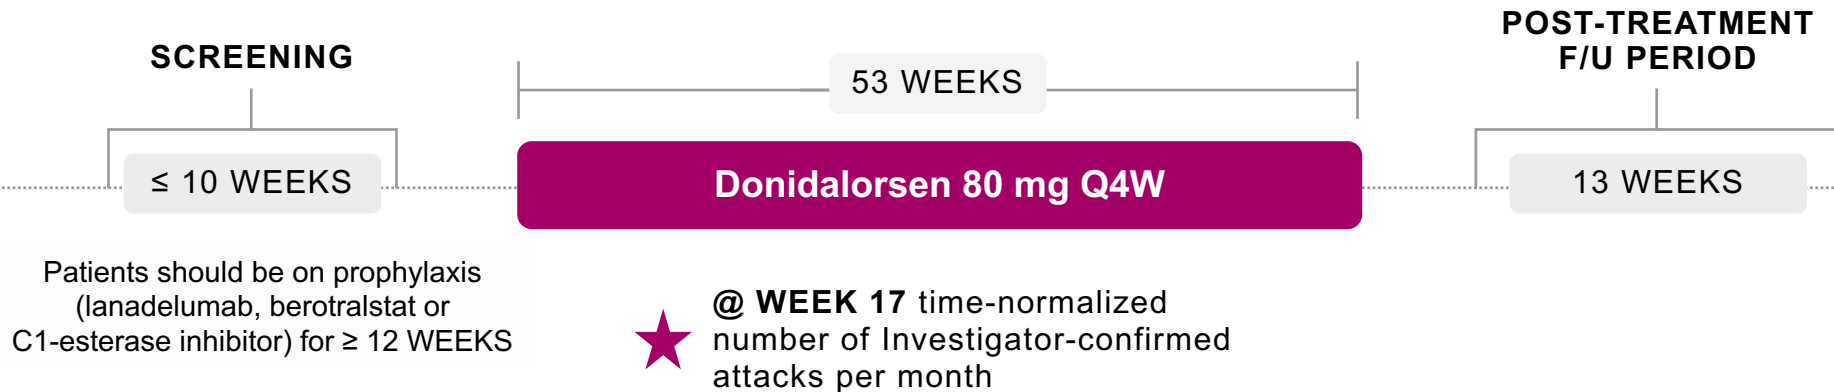 SCREENING
≤ 10 WEEKS
Patients should be on prophylaxis
(lanadelumab, berotralstat or
C1-esterase inhibitor) for ≥ 12 WEEKS
53 WEEKS
Donidalorsen 80 mg Q4W
@ WEEK 17 time-normalized
number of Investigator-confirmed
attacks per month
POST-TREATMENT
F/U PERIOD
13 WEEKS